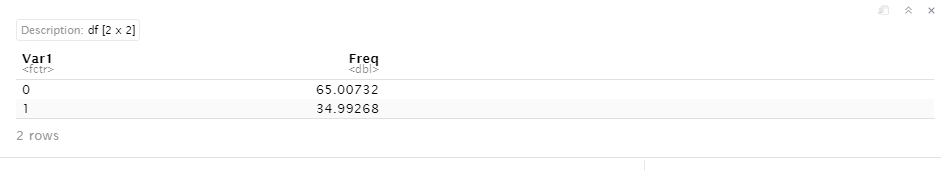 Description: df [2 x 2]
Var1 Freq
<fctr> <dbl>
0 65.00732
1 34.99268
2 rows